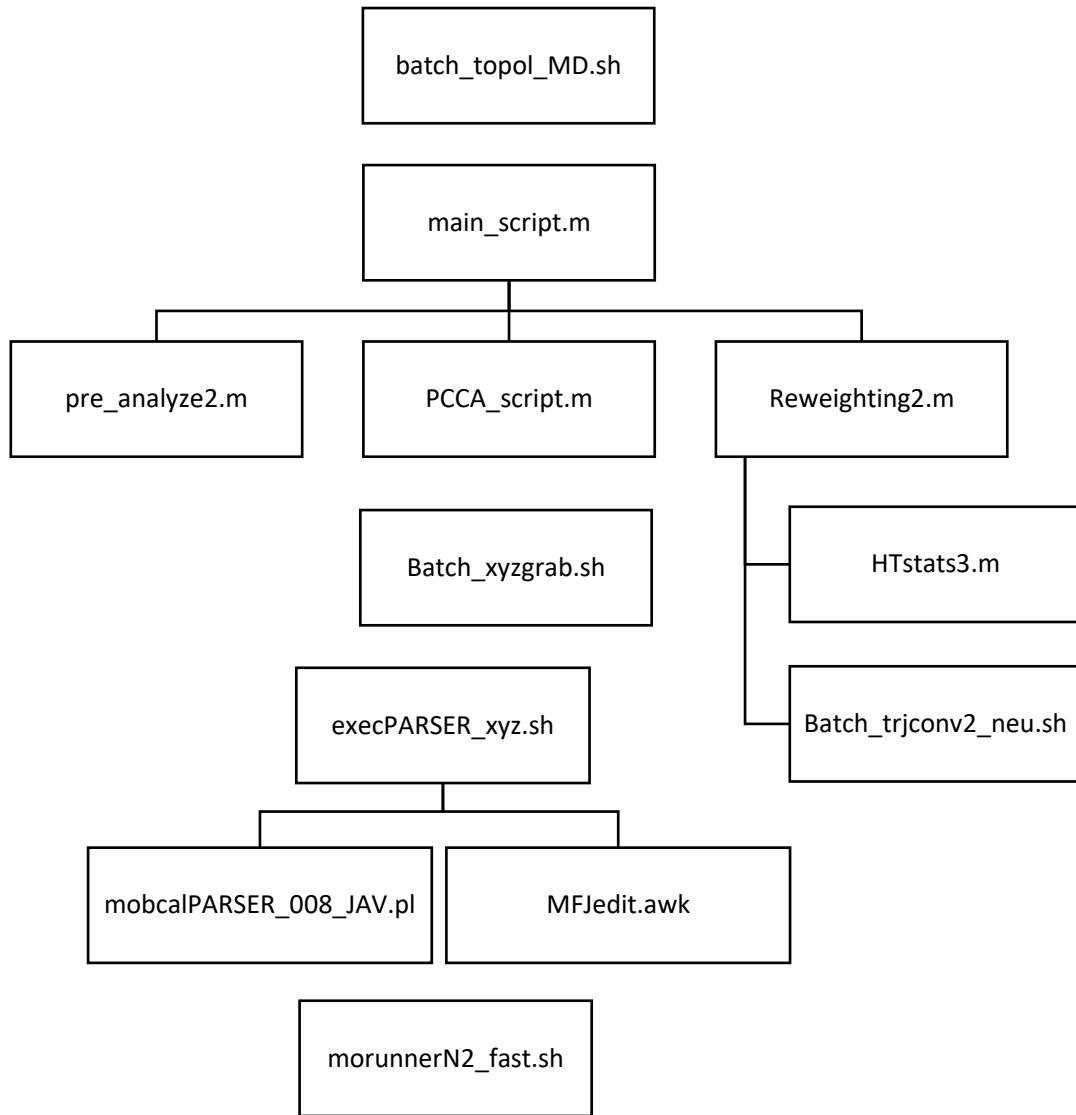 batch_topol_MD.sh
main_script.m
pre_analyze2.m
PCCA_script.m
Reweighting2.m
Batch_xyzgrab.sh
HTstats3.m
execPARSER_xyz.sh
Batch_trjconv2_neu.sh
mobcalPARSER_008_JAV.pl
MFJedit.awk
morunnerN2_fast.sh